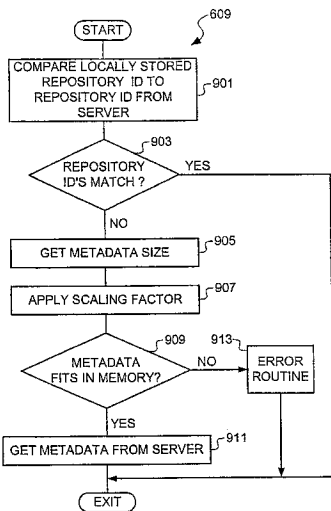 START
609
COMPARE LOCALLY STORED
REPOSITORY ID TO
REPOSITORY ID FROM
SERVER
901
903
REPOSITORY
ID'S MATCH ?
YES
NO
905
GET METADATA SIZE
907
APPLY SCALING FACTOR
909
METADATA
FITS IN MEMORY?
NO
913
ERROR
ROUTINE
YES
GET METADATA FROM SERVER
911
EXIT